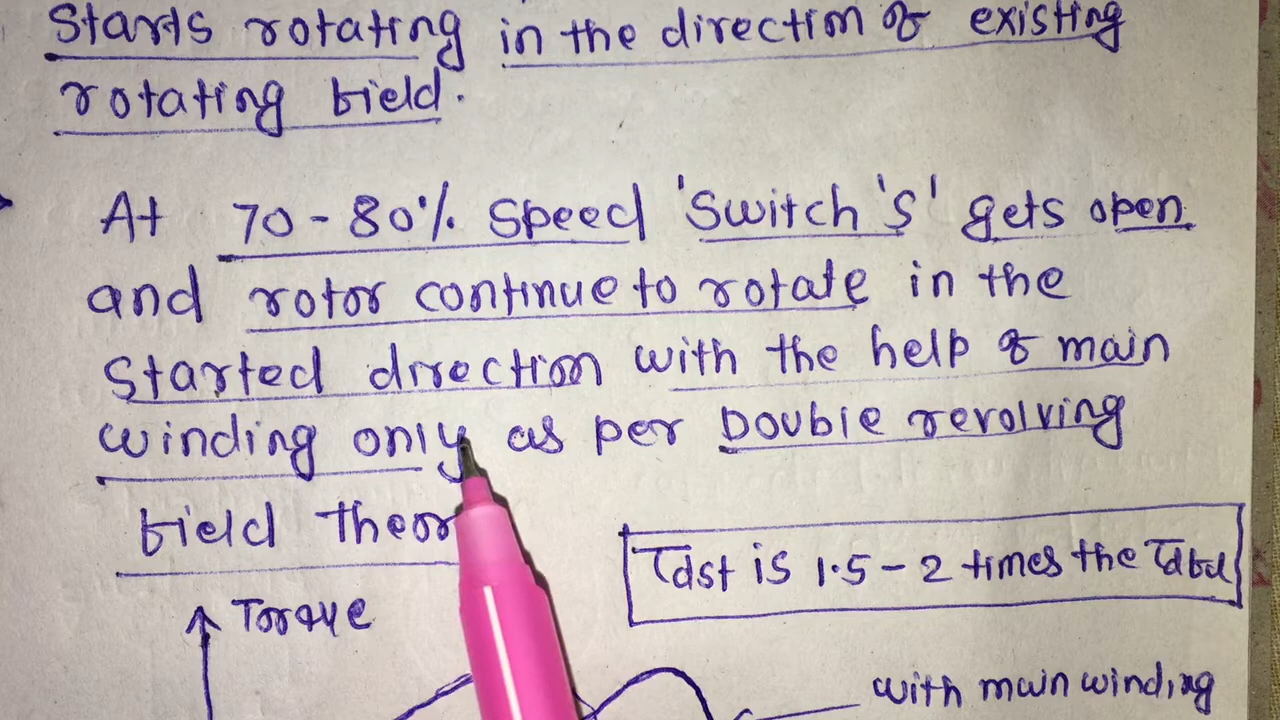 Starts rotating in the direction of existing
rotating field.
At 70-80% speed 'Switch 'S' gets open
and rotor continue to rotate in the
started direction with the help of main
winding only as per Double revolving
field theor
Tdst is 1.5-2 times the Tdbd
Torque
with main winding